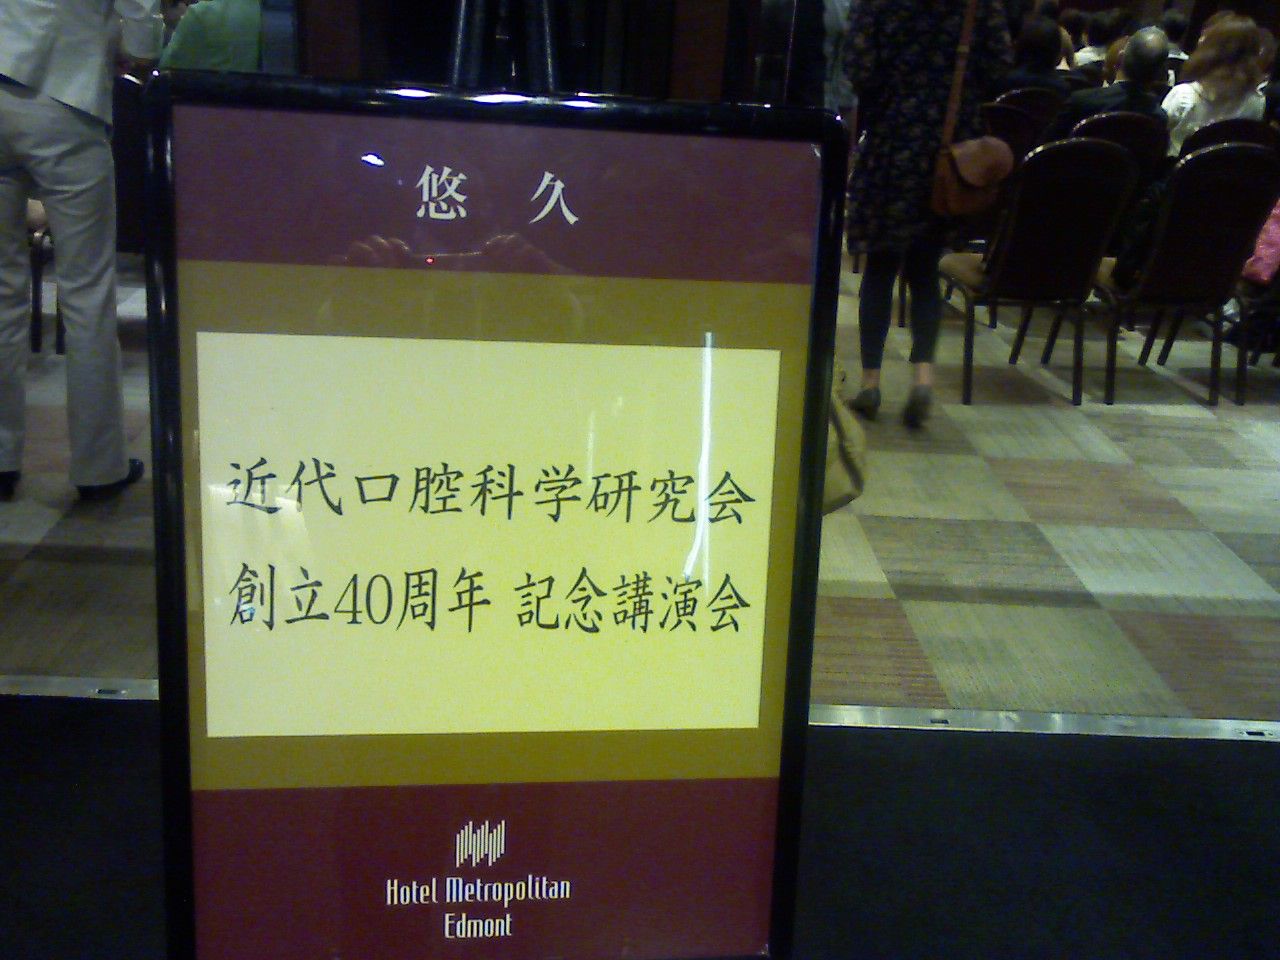 悠久
近代口腔科学研究会
創立40周年 記念講演会
Hotel Metropolitan
Edmont